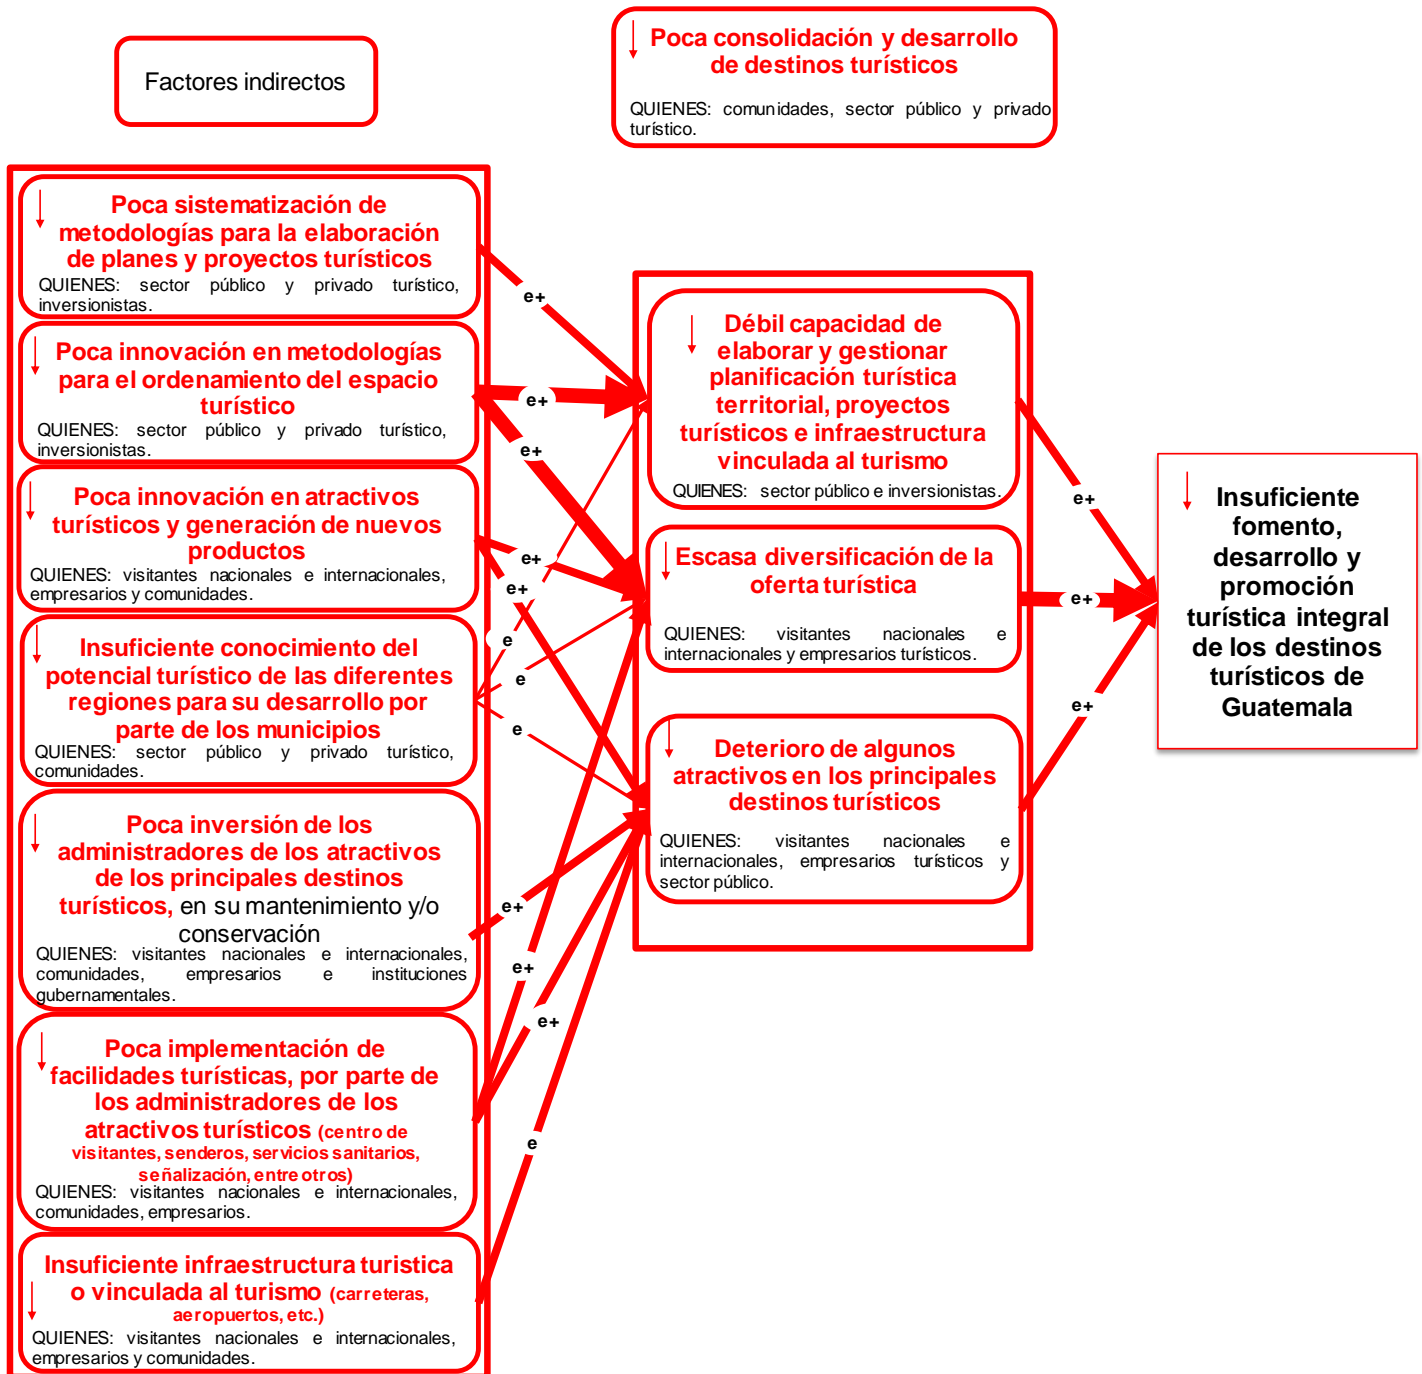 Factores indirectos
Poca consolidación y desarrollo
de destinos turísticos
QUIENES: comunidades, sector público y privado
turístico.
Poca sistematización de
metodologías para la elaboración
de planes y proyectos turísticos
QUIENES: sector público y privado turístico,
inversionistas.
Poca innovación en metodologías
para el ordenamiento del espacio
turístico
QUIENES: sector público y privado turístico,
inversionistas.
Poca innovación en atractivos
turísticos y generación de nuevos
productos
QUIENES: visitantes nacionales e internacionales,
empresarios y comunidades.
Insuficiente conocimiento del
potencial turístico de las diferentes
regiones para su desarrollo por
parte de los municipios
QUIENES: sector público y privado turístico,
comunidades.
Poca inversión de los
administradores de los atractivos
de los principales destinos
turísticos, en su mantenimiento y/o
conservación
QUIENES: visitantes nacionales e internacionales,
comunidades, empresarios e instituciones
gubernamentales.
Poca implementación de
facilidades turísticas, por parte de
los administradores de los
atractivos turísticos (centro de
visitantes, senderos, servicios sanitarios,
señalización, entre otros)
QUIENES: visitantes nacionales e internacionales,
comunidades, empresarios.
Insuficiente infraestructura turistica
o vinculada al turismo (carreteras,
aeropuertos, etc.)
QUIENES: visitantes nacionales e internacionales,
empresarios y comunidades.
e+
e+
e+
e+
e+
e
e
e
e+
e+
e+
e
Débil capacidad de
elaborar y gestionar
planificación turística
territorial, proyectos
turísticos e infraestructura
vinculada al turismo
QUIENES: sector público e inversionistas.
Escasa diversificación de la
oferta turística
QUIENES: visitantes nacionales e
internacionales y empresarios turísticos.
Deterioro de algunos
atractivos en los principales
destinos turísticos
QUIENES: visitantes nacionales e
internacionales, empresarios turísticos y
sector público.
e+
e+
e+
Insuficiente
fomento,
desarrollo y
promoción
turística integral
de los destinos
turísticos de
Guatemala